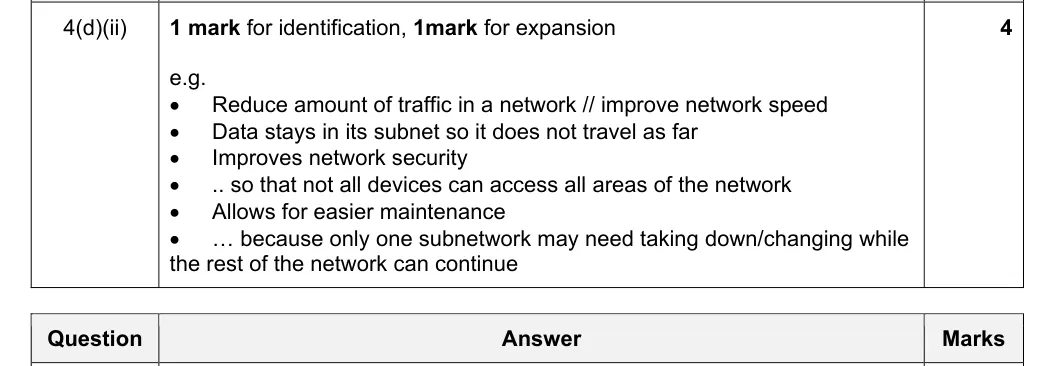 4(d)(ii) 1 mark for identification, 1mark for expansion 4
e.g.
• Reduce amount of traffic in a network // improve network speed
• Data stays in its subnet so it does not travel as far
• Improves network security
• .. so that not all devices can access all areas of the network
• Allows for easier maintenance
• … because only one subnetwork may need taking down/changing while
the rest of the network can continue
Question Answer Marks